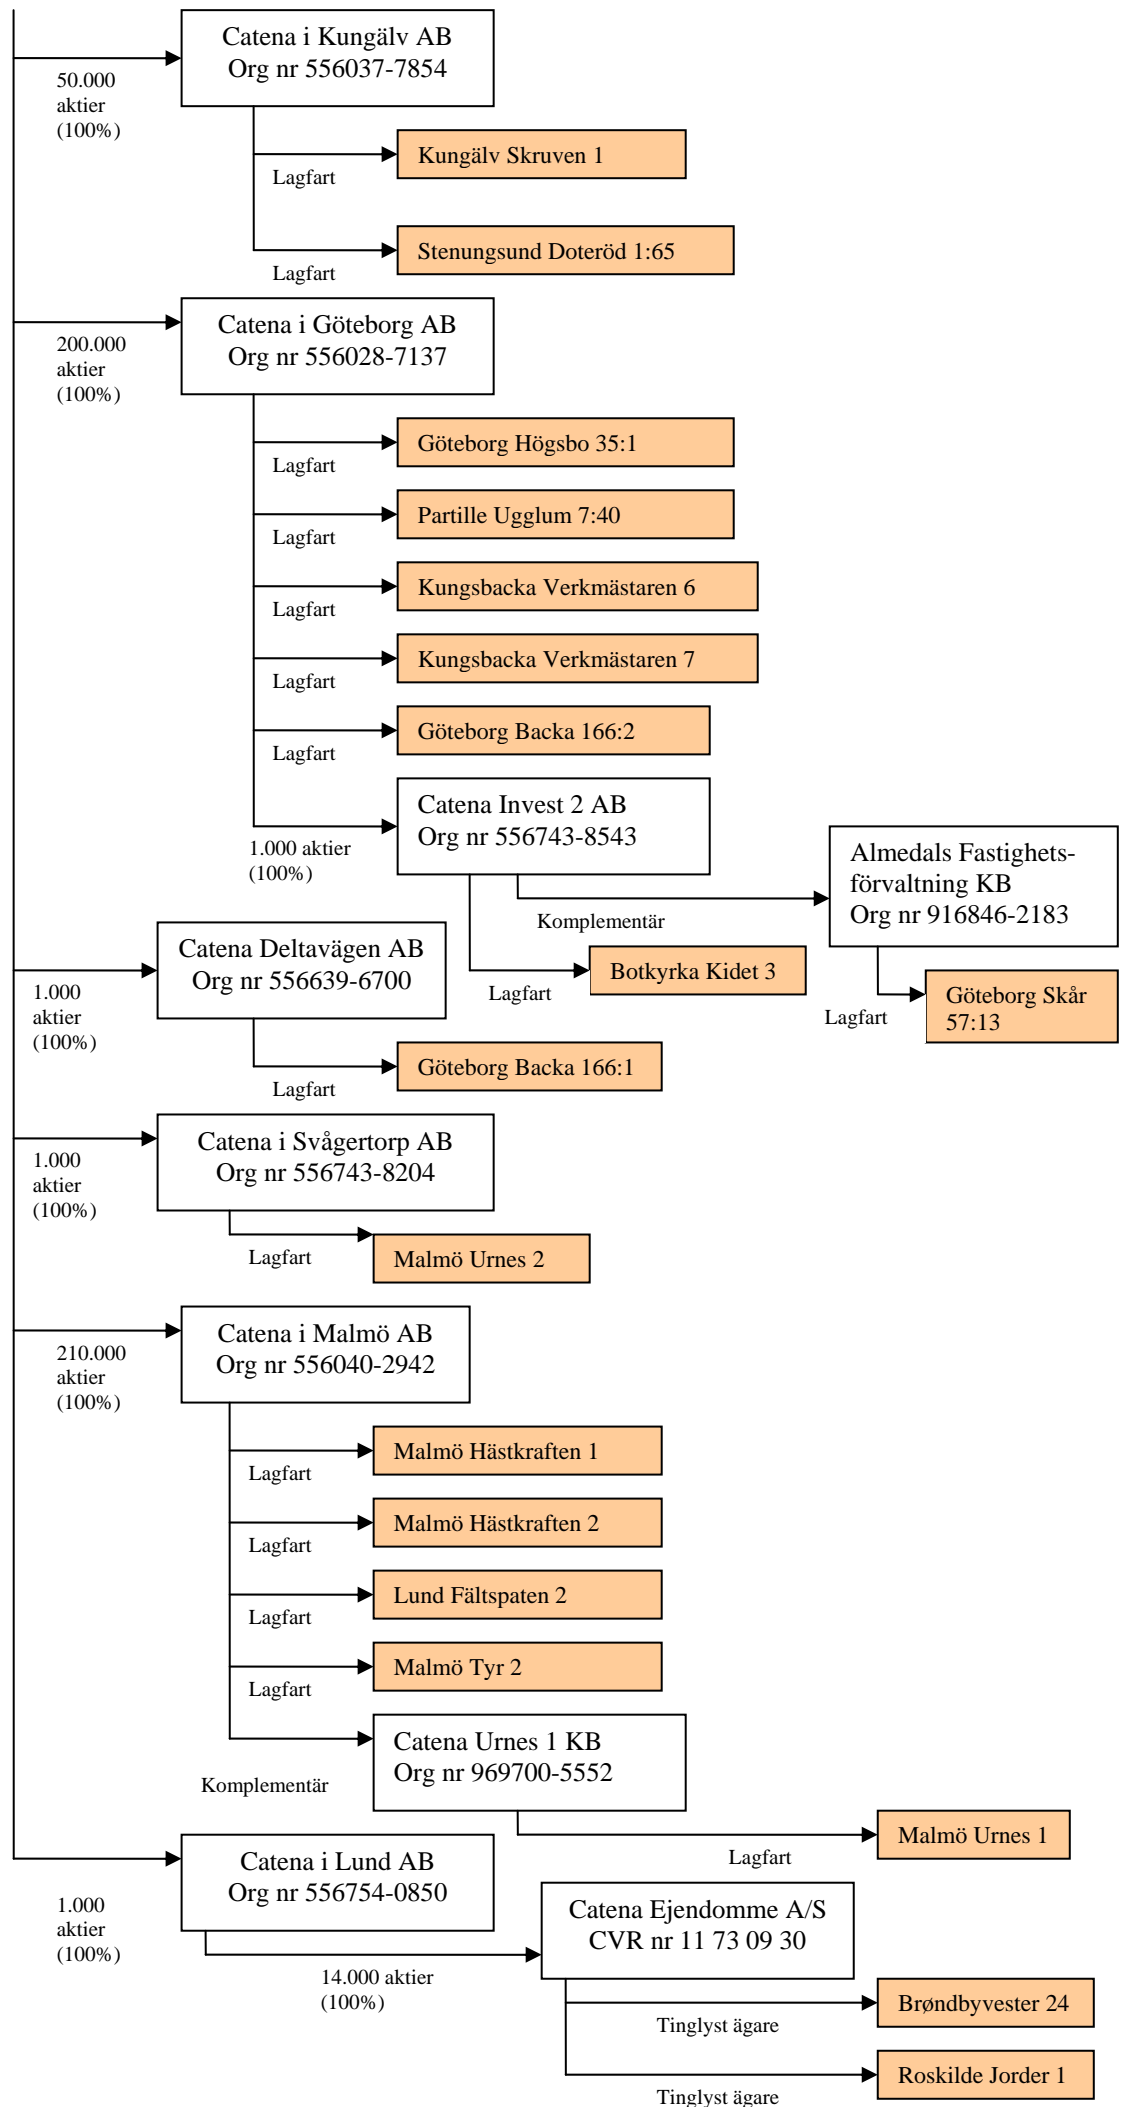 Catena i Kungälv AB
Org nr 556037-7854
50.000
aktier
(100%)
Kungälv Skruven 1
Lagfart
Stenungsund Doteröd 1:65
Lagfart
Catena i Göteborg AB
Org nr 556028-7137
200.000
aktier
(100%)
Göteborg Högsbo 35:1
Lagfart
Partille Ugglum 7:40
Lagfart
Kungsbacka Verkmästaren 6
Lagfart
Kungsbacka Verkmästaren 7
Lagfart
Göteborg Backa 166:2
Lagfart
Catena Invest 2 AB
Org nr 556743-8543
1.000 aktier
(100%)
Almedals Fastighets-
förvaltning KB
Org nr 916846-2183
Komplementär
Botkyrka Kidet 3
Lagfart
Göteborg Skår
57:13
Lagfart
Catena Deltavägen AB
Org nr 556639-6700
1.000
aktier
(100%)
Göteborg Backa 166:1
Lagfart
Catena i Svågertorp AB
Org nr 556743-8204
1.000
aktier
(100%)
Malmö Urnes 2
Lagfart
Catena i Malmö AB
Org nr 556040-2942
210.000
aktier
(100%)
Malmö Hästkraften 1
Lagfart
Malmö Hästkraften 2
Lagfart
Lund Fältspaten 2
Lagfart
Malmö Tyr 2
Lagfart
Catena Urnes 1 KB
Org nr 969700-5552
Komplementär
Malmö Urnes 1
Lagfart
Catena i Lund AB
Org nr 556754-0850
1.000
aktier
(100%)
Catena Ejendomme A/S
CVR nr 11 73 09 30
14.000 aktier
(100%)
Brøndbyvester 24
Tinglyst ägare
Roskilde Jorder 1
Tinglyst ägare